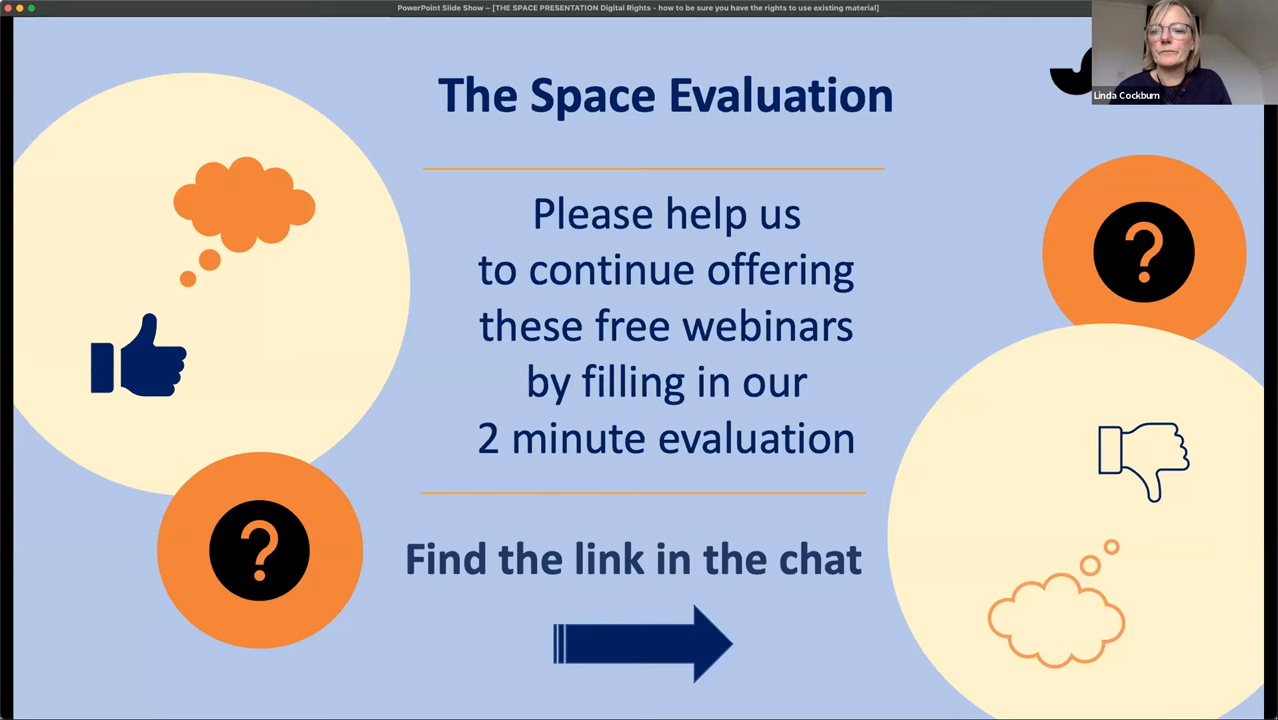 PowerPoint Slide Show – [THE SPACE PRESENTATION Digital Rights - how to be sure you have the rights to use existing material]
Linda Cockburn
The Space Evaluation
Please help us
to continue offering
these free webinars
by filling in our
2 minute evaluation
?
?
Find the link in the chat